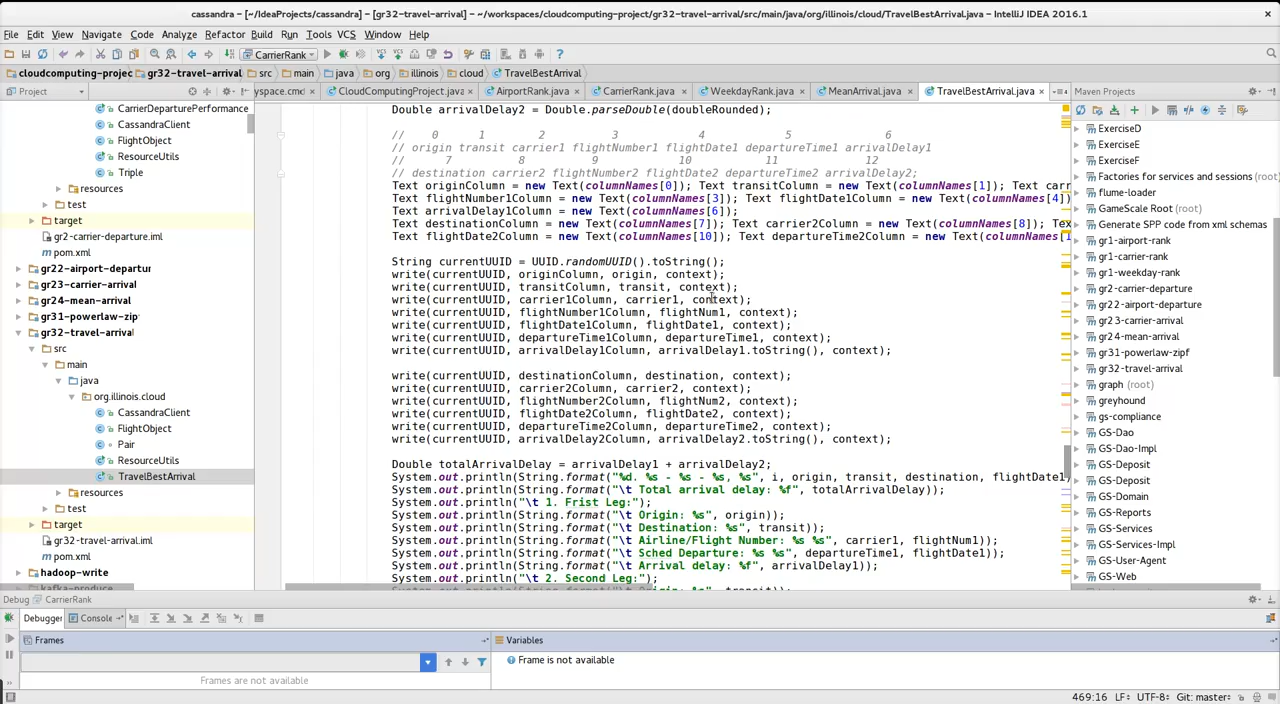 cassandra – [~/IdeaProjects/cassandra] – [gr32-travel-arrival] – ~/workspaces/cloudcomputing-project/gr32-travel-arrival/src/main/java/org/illinois/cloud/TravelBestArrival.java – IntelliJ IDEA 2016.1
File Edit View Navigate Code Analyze Refactor Build Run Tools VCS Window Help
CarrierRank
cloudcomputing-projec gr32-travel-arrival src main java org illinois cloud TravelBestArrival
Project
yspace.cmd CloudComputingProject.java AirportRank.java CarrierRank.java WeekdayRank.java MeanArrival.java TravelBestArrival.java
Maven Projects
CarrierDeparturePerformance
CassandraClient
FlightObject
ResourceUtils
Triple
resources
test
target
gr2-carrier-departure.iml
pom.xml
gr22-airport-departur
gr23-carrier-arrival
gr24-mean-arrival
gr31-powerlaw-zip
gr32-travel-arrival
src
main
java
org.illinois.cloud
CassandraClient
FlightObject
Pair
ResourceUtils
TravelBestArrival
resources
test
target
gr32-travel-arrival.iml
pom.xml
hadoop-write
kafka-produce
Double arrivalDelay2 = Double.parseDouble(doubleRounded);
// 0 1 2 3 4 5 6
// origin transit carrier1 flightNumber1 flightDate1 departureTime1 arrivalDelay1
// 7 8 9 10 11 12
// destination carrier2 flightNumber2 flightDate2 departureTime2 arrivalDelay2;
Text originColumn = new Text(columnNames[0]); Text transitColumn = new Text(columnNames[1]); Text carr
Text flightNumber1Column = new Text(columnNames[3]); Text flightDate1Column = new Text(columnNames[4]
Text arrivalDelay1Column = new Text(columnNames[6]);
Text destinationColumn = new Text(columnNames[7]); Text carrier2Column = new Text(columnNames[8]); Tex
Text flightDate2Column = new Text(columnNames[10]); Text departureTime2Column = new Text(columnNames[1
String currentUUID = UUID.randomUUID().toString();
write(currentUUID, originColumn, origin, context);
write(currentUUID, transitColumn, transit, context);
write(currentUUID, carrier1Column, carrier1, context);
write(currentUUID, flightNumber1Column, flightNum1, context);
write(currentUUID, flightDate1Column, flightDate1, context);
write(currentUUID, departureTime1Column, departureTime1, context);
write(currentUUID, arrivalDelay1Column, arrivalDelay1.toString(), context);
write(currentUUID, destinationColumn, destination, context);
write(currentUUID, carrier2Column, carrier2, context);
write(currentUUID, flightNumber2Column, flightNum2, context);
write(currentUUID, flightDate2Column, flightDate2, context);
write(currentUUID, departureTime2Column, departureTime2, context);
write(currentUUID, arrivalDelay2Column, arrivalDelay2.toString(), context);
Double totalArrivalDelay = arrivalDelay1 + arrivalDelay2;
System.out.println(String.format("%d. %s - %s - %s, %s", i, origin, transit, destination, flightDate1
System.out.println(String.format("\t Total arrival delay: %f", totalArrivalDelay));
System.out.println("\t 1. Frist Leg:");
System.out.println(String.format("\t Origin: %s", origin));
System.out.println(String.format("\t Destination: %s", transit));
System.out.println(String.format("\t Airline/Flight Number: %s %s", carrier1, flightNum1));
System.out.println(String.format("\t Sched Departure: %s %s", departureTime1, flightDate1));
System.out.println(String.format("\t Arrival delay: %f", arrivalDelay1));
System.out.println("\t 2. Second Leg:");
ExerciseD
ExerciseE
ExerciseF
Factories for services and sessions (root)
flume-loader
GameScale Root (root)
Generate SPP code from xml schemas
gr1-airport-rank
gr1-carrier-rank
gr1-weekday-rank
gr2-carrier-departure
gr22-airport-departure
gr23-carrier-arrival
gr24-mean-arrival
gr31-powerlaw-zipf
gr32-travel-arrival
graph (root)
greyhound
gs-compliance
GS-Dao
GS-Dao-Impl
GS-Deposit
GS-Deposit
GS-Domain
GS-Reports
GS-Services
GS-Services-Impl
GS-User-Agent
GS-Web
Debug CarrierRank
Debugger Console
Frames Variables
Frame is not available
Frames are not available
469:16 LF UTF-8 Git: master